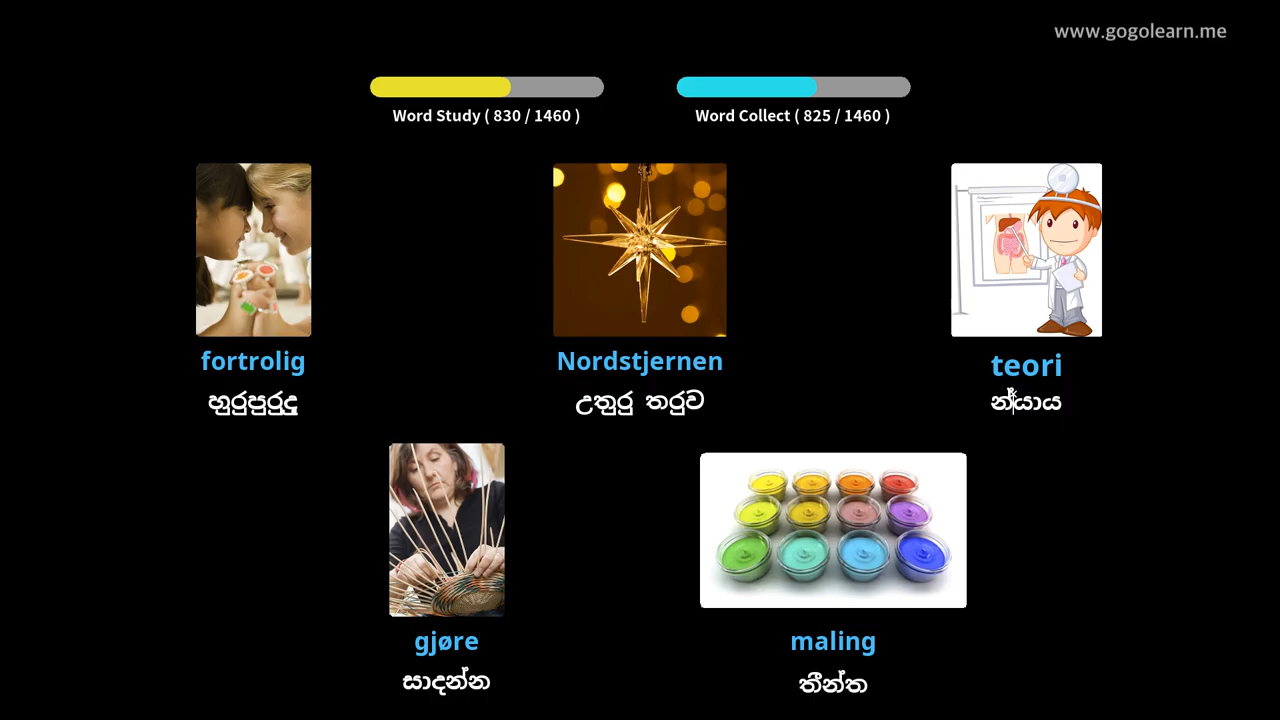 www.gogolearn.me
Word Study ( 830 / 1460 )
Word Collect ( 825 / 1460 )
fortrolig
හුරුපුරුදු
Nordstjernen
උතුරු තරුව
teori
න්‍යාය
gjøre
සාදන්න
maling
තීන්ත